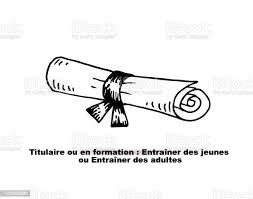 Titulaire ou en formation : Entraîner des jeunes
ou Entraîner des adultes